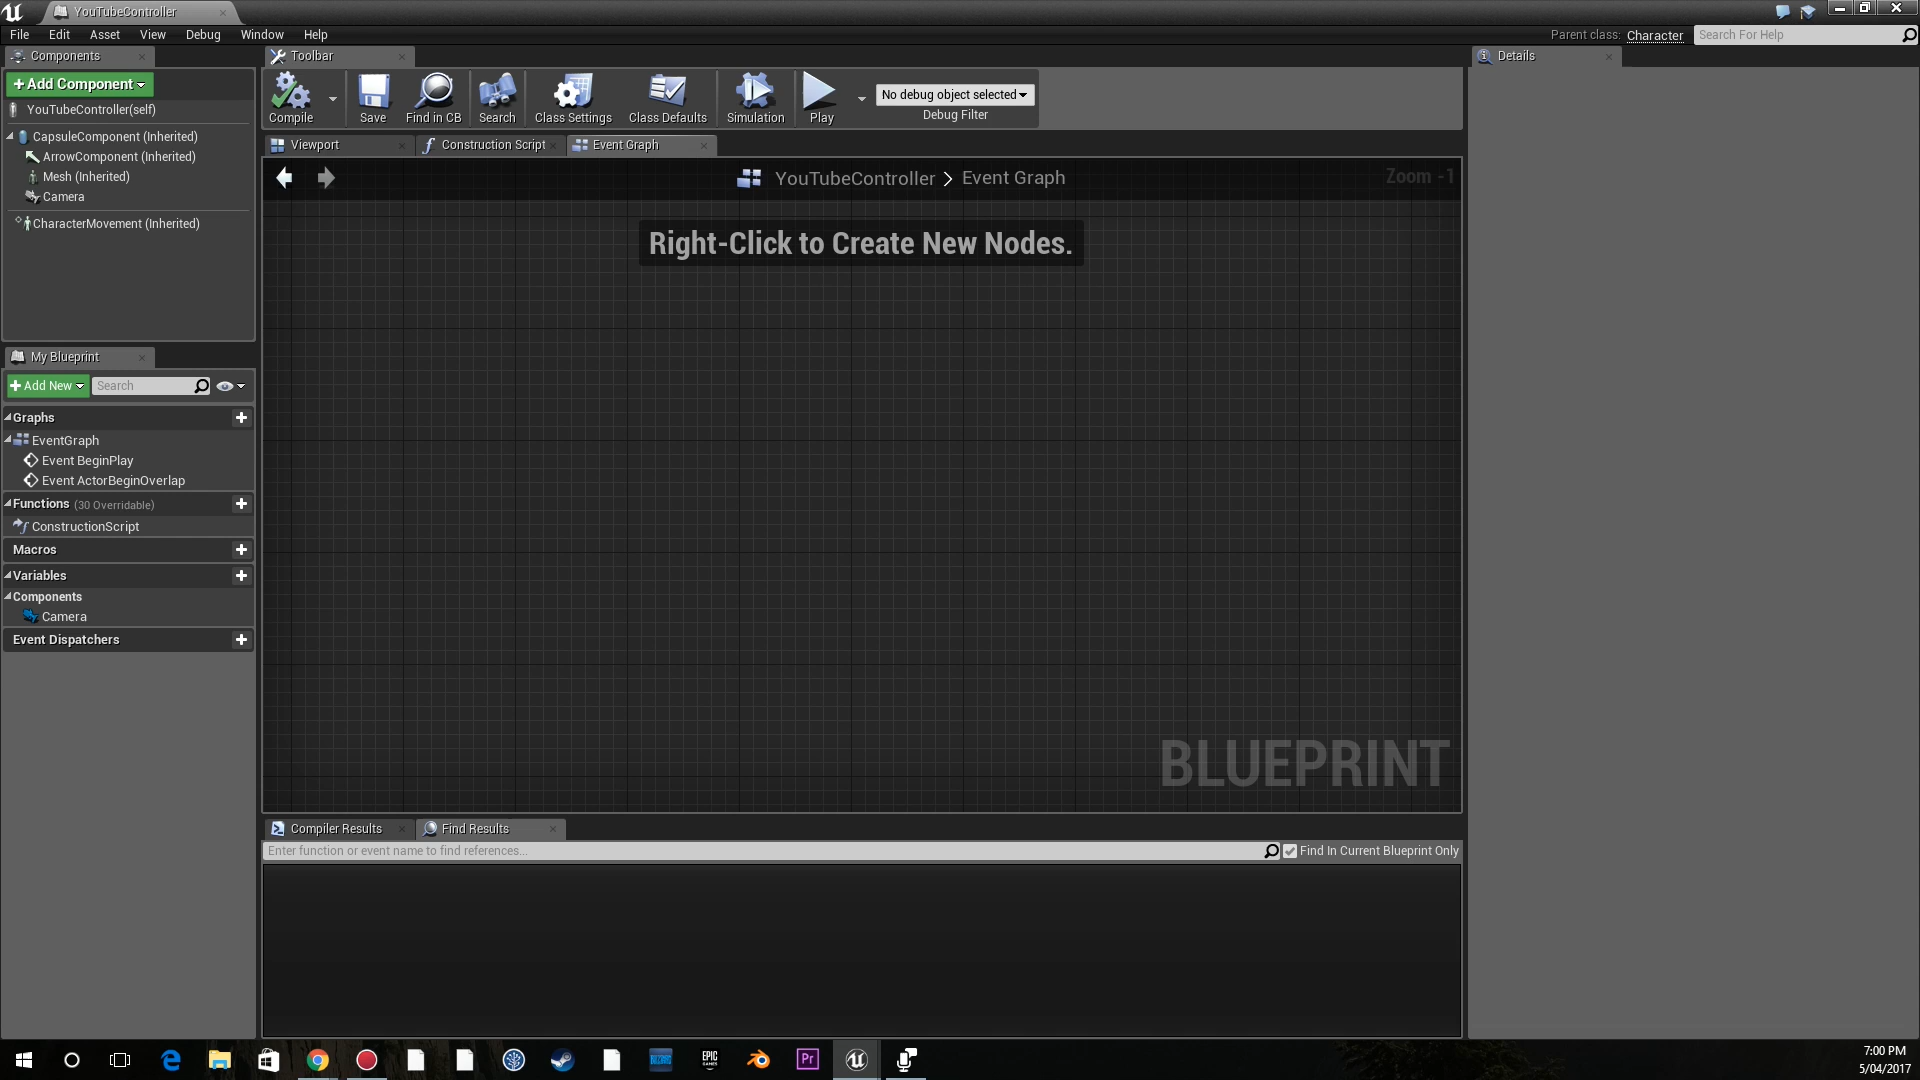 YouTubeController
File Edit Asset View Debug Window Help
Parent class: Character Search For Help
Components
+ Add Component
YouTubeController(self)
CapsuleComponent (Inherited)
ArrowComponent (Inherited)
Mesh (Inherited)
Camera
CharacterMovement (Inherited)
My Blueprint
+ Add New Search
Graphs
EventGraph
Event BeginPlay
Event ActorBeginOverlap
Functions (30 Overridable)
ConstructionScript
Macros
Variables
Components
Camera
Event Dispatchers
Toolbar
Compile Save Find in CB Search Class Settings Class Defaults Simulation Play
No debug object selected
Debug Filter
Viewport Construction Script Event Graph
YouTubeController > Event Graph
Zoom -1
Right-Click to Create New Nodes.
BLUEPRINT
Compiler Results Find Results
Enter function or event name to find references...
Find In Current Blueprint Only
Details
EPIC
GAMES
Pr
7:00 PM
5/04/2017